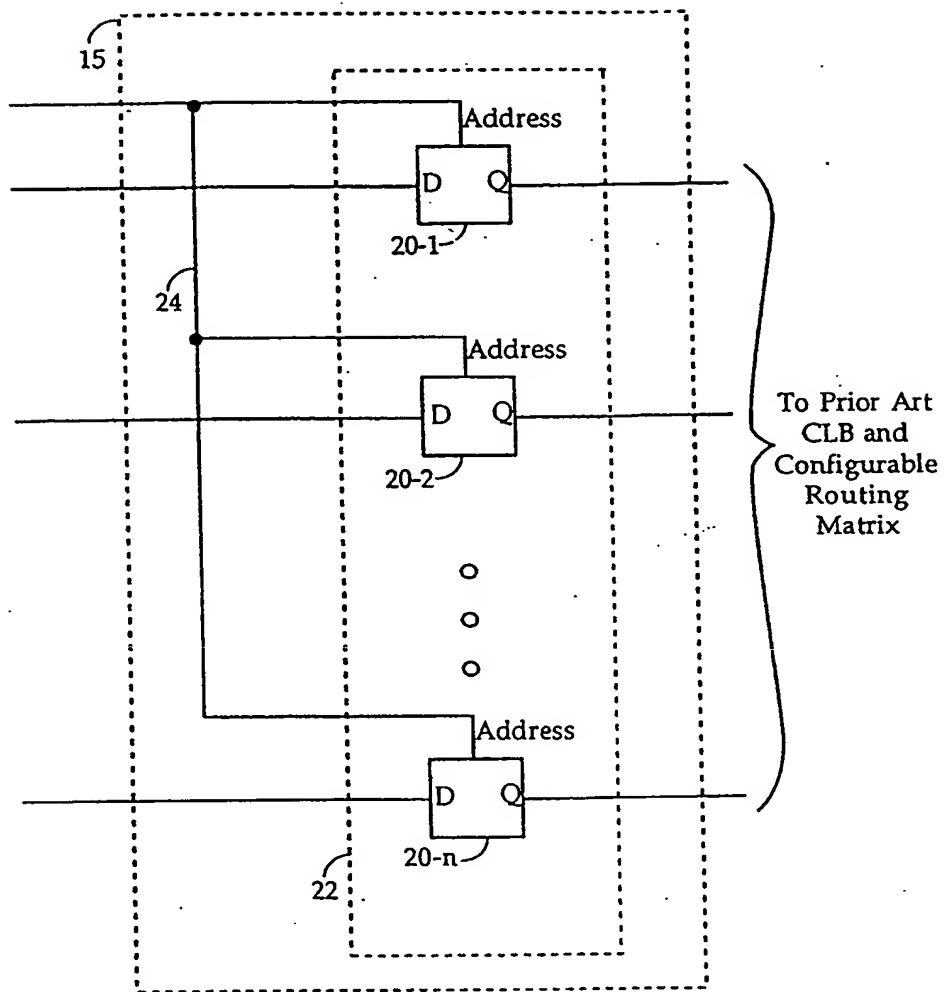 15
Address
D Q
20-1
24
Address
D Q
20-2
To Prior Art
CLB and
Configurable
Routing
Matrix
Address
D Q
20-n
22